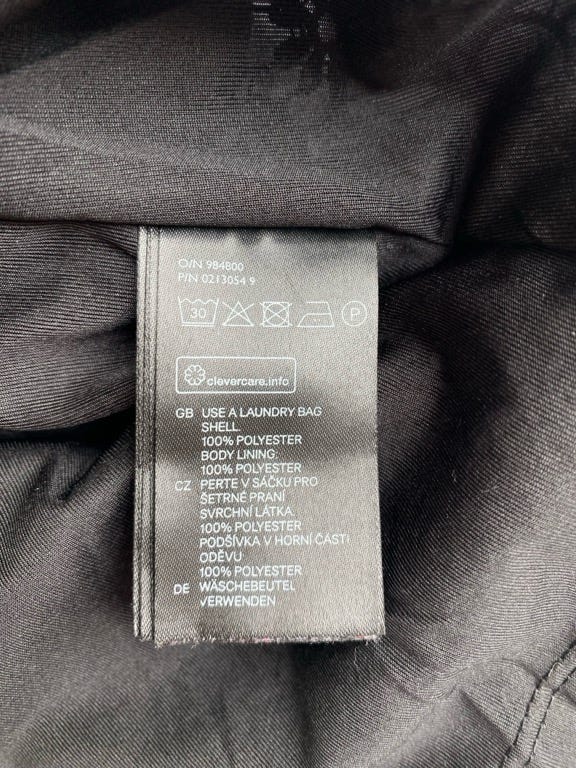 O/N 984800
P/N 0213054 9
30 P
clevercare.info
GB USE A LAUNDRY BAG
SHELL:
100% POLYESTER
BODY LINING:
100% POLYESTER
CZ PERTE V SÁČKU PRO
ŠETRNÉ PRANÍ
SVRCHNÍ LÁTKA:
100% POLYESTER
PODŠÍVKA V HORNÍ ČÁSTI
ODĚVU
100% POLYESTER
DE WÄSCHEBEUTEL
VERWENDEN